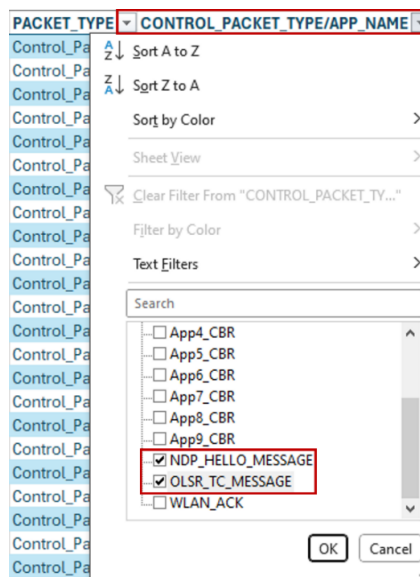 PACKET_TYPE CONTROL_PACKET_TYPE/APP_NAME
Control_Pa
Sort A to Z
Control_Pa
Control_Pa
Sort Z to A
Control_Pa
Sort by Color
Control_Pa
Control_Pa
Sheet View
Control_Pa
Clear Filter From "CONTROL_PACKET_TY..."
Control_Pa
Control_Pa
Filter by Color
Control_Pa
Text Filters
Control_Pa
Control_Pa
Search
Control_Pa
App4_CBR
Control_Pa
App5_CBR
Control_Pa
App6_CBR
Control_Pa
App7_CBR
Control_Pa
App8_CBR
Control_Pa
App9_CBR
Control_Pa
NDP_HELLO_MESSAGE
Control_Pa
OLSR_TC_MESSAGE
Control_Pa
WLAN_ACK
Control_Pa
Control_Pa
OK Cancel
Control_Pa